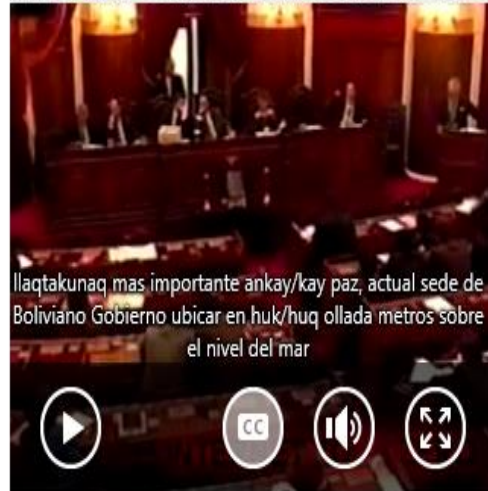 llaqtakunaq mas importante ankay/kay paz, actual sede de
Boliviano Gobierno ubicar en huk/huq ollada metros sobre
el nivel del mar
CC